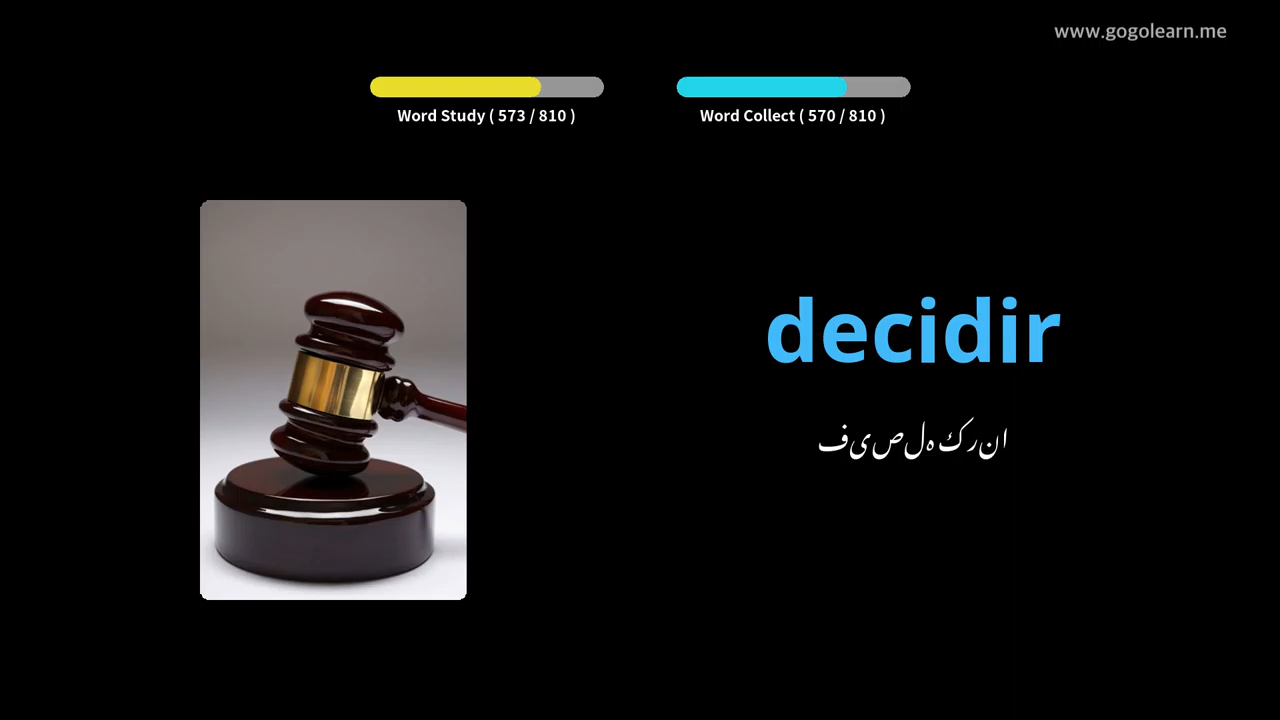 www.gogolearn.me
Word Study ( 573 / 810 )
Word Collect ( 570 / 810 )
decidir
فیصلہ کرنا